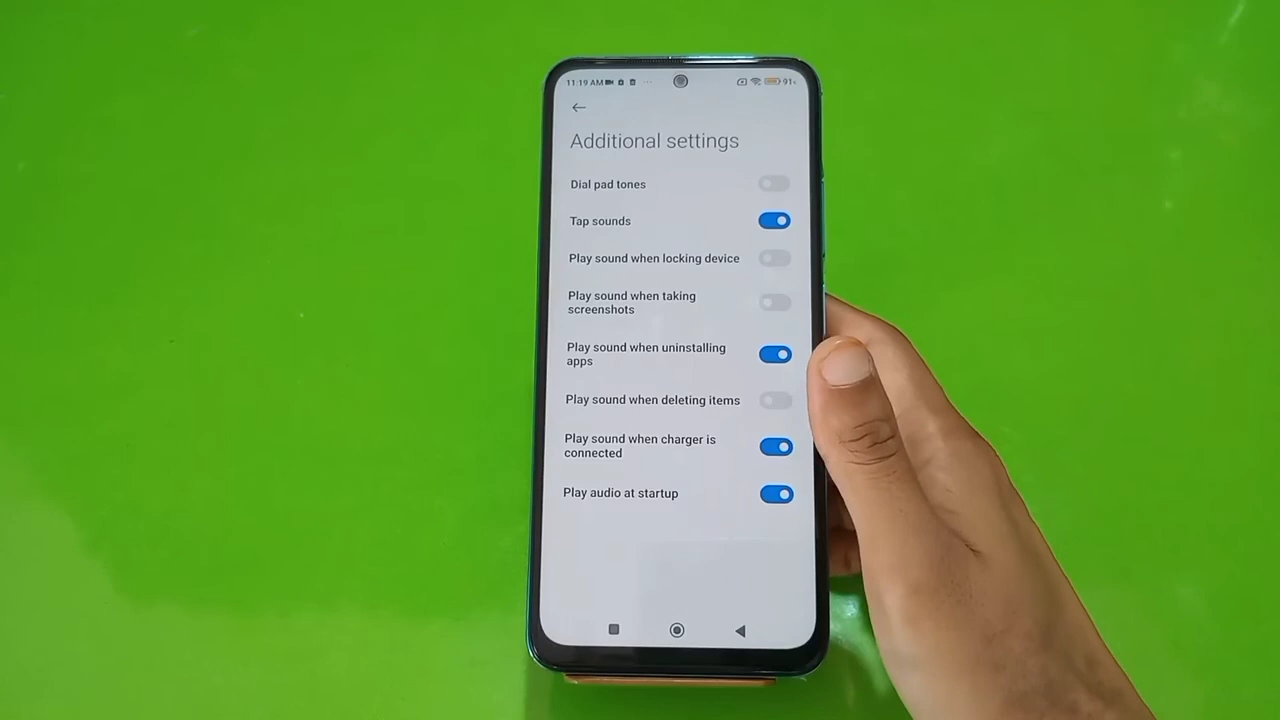 11:19 AM
91
Additional settings
Dial pad tones
Tap sounds
Play sound when locking device
Play sound when taking
screenshots
Play sound when uninstalling
apps
Play sound when deleting items
Play sound when charger is
connected
Play audio at startup